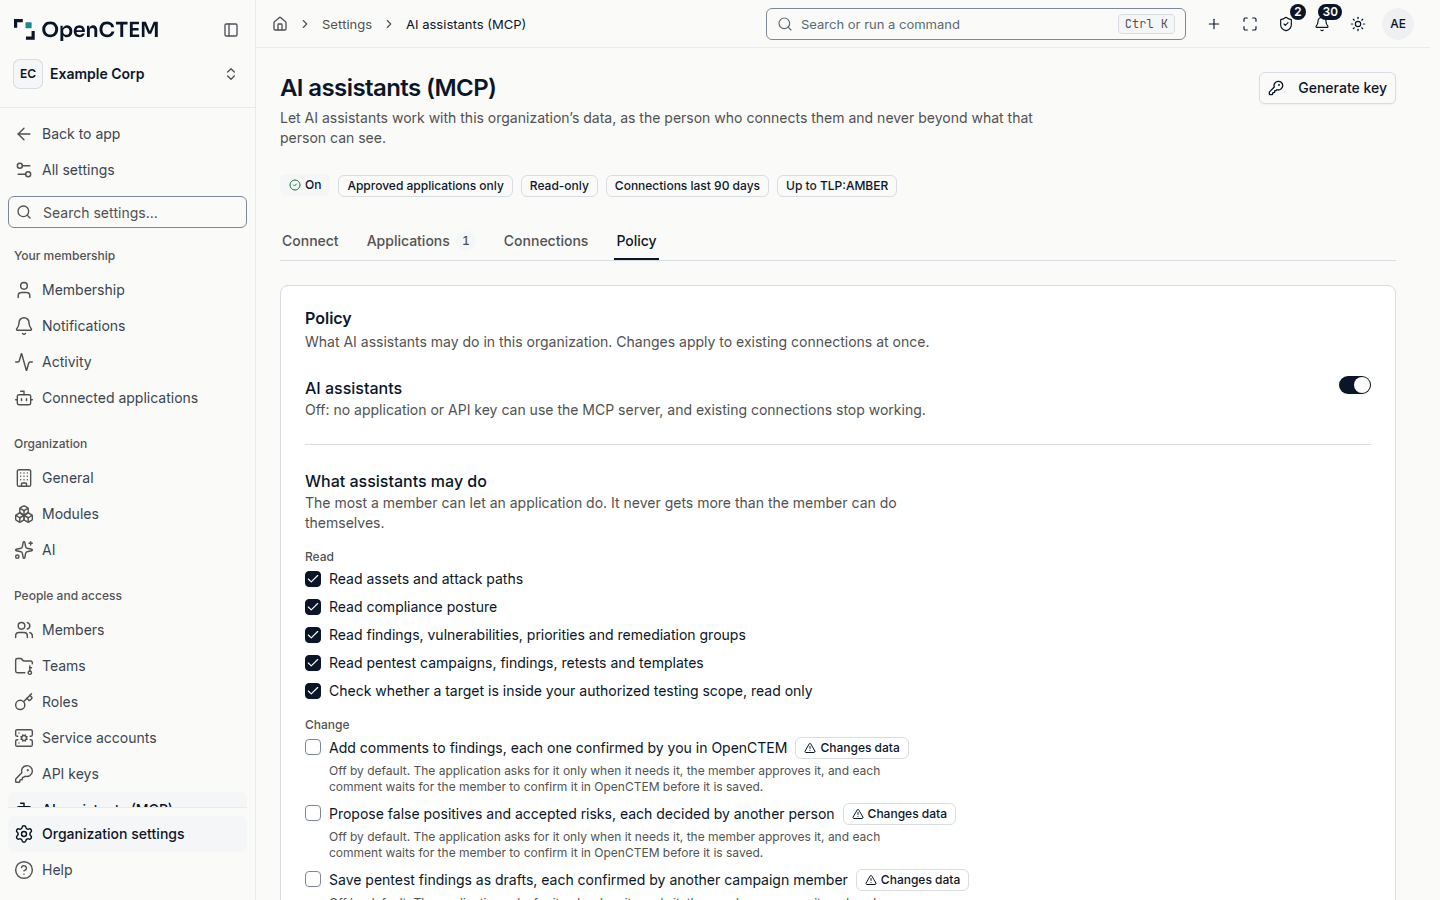 OpenCTEM
EC Example Corp
Back to app
All settings
Search settings...
Your membership
Membership
Notifications
Activity
Connected applications
Organization
General
Modules
AI
People and access
Members
Teams
Roles
Service accounts
API keys
AI assistants (MCP)
Organization settings
Help
Settings
AI assistants (MCP)
Search or run a command Ctrl K
2
30
AE
AI assistants (MCP)
Generate key
Let AI assistants work with this organization’s data, as the person who connects them and never beyond what that
person can see.
On
Approved applications only
Read-only
Connections last 90 days
Up to TLP:AMBER
Connect
Applications 1
Connections
Policy
Policy
What AI assistants may do in this organization. Changes apply to existing connections at once.
AI assistants
Off: no application or API key can use the MCP server, and existing connections stop working.
What assistants may do
The most a member can let an application do. It never gets more than the member can do
themselves.
Read
Read assets and attack paths
Read compliance posture
Read findings, vulnerabilities, priorities and remediation groups
Read pentest campaigns, findings, retests and templates
Check whether a target is inside your authorized testing scope, read only
Change
Add comments to findings, each one confirmed by you in OpenCTEM Changes data
Off by default. The application asks for it only when it needs it, the member approves it, and each
comment waits for the member to confirm it in OpenCTEM before it is saved.
Propose false positives and accepted risks, each decided by another person Changes data
Off by default. The application asks for it only when it needs it, the member approves it, and each
comment waits for the member to confirm it in OpenCTEM before it is saved.
Save pentest findings as drafts, each confirmed by another campaign member Changes data